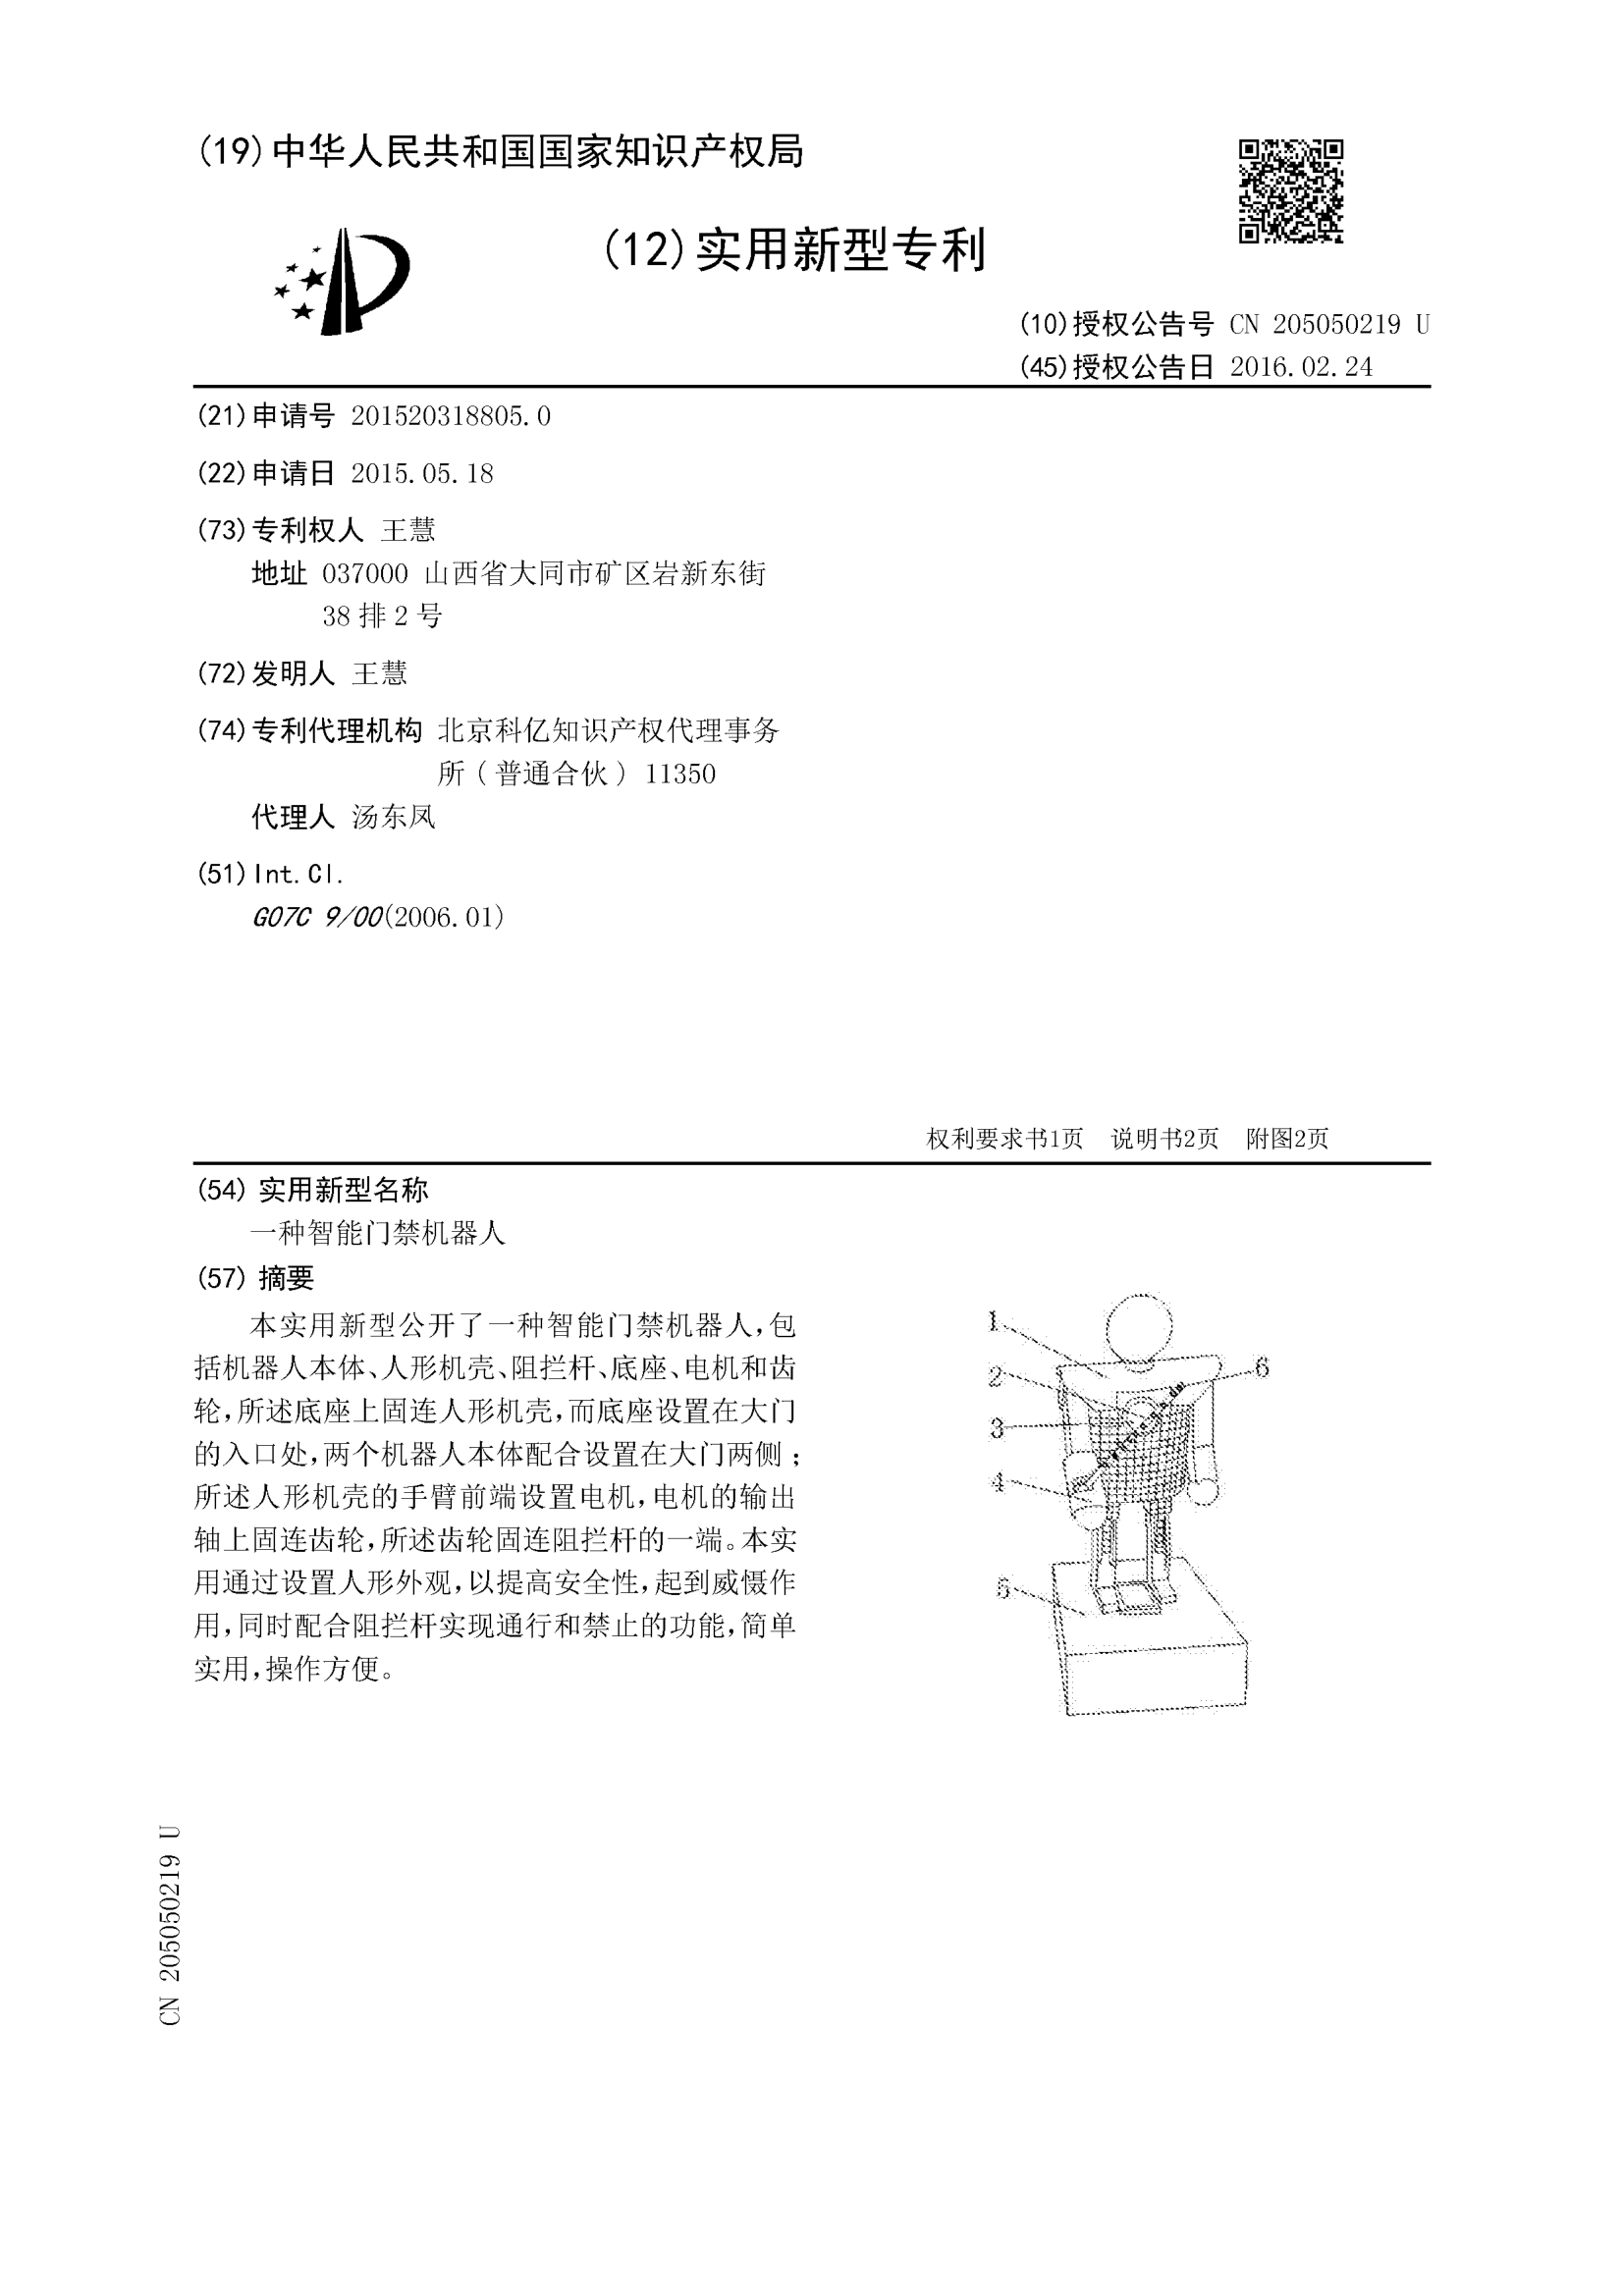 (19)中华人民共和国国家知识产权局
(12)实用新型专利
(10)授权公告号 CN 205050219 U
(45)授权公告日 2016.02.24
(21)申请号 201520318805.0
(22)申请日 2015.05.18
(73)专利权人 王慧
地址 037000 山西省大同市矿区岩新东街
38排2号
(72)发明人 王慧
(74)专利代理机构 北京科亿知识产权代理事务
所(普通合伙) 11350
代理人 汤东凤
(51)Int.Cl.
G07C 9/00(2006.01)
权利要求书1页 说明书2页 附图2页
(54)实用新型名称
一种智能门禁机器人
(57)摘要
本实用新型公开了一种智能门禁机器人,包
括机器人本体、人形机壳、阻拦杆、底座、电机和齿
轮,所述底座上固连人形机壳,而底座设置在大门
的入口处,两个机器人本体配合设置在大门两侧;
所述人形机壳的手臂前端设置电机,电机的输出
轴上固连齿轮,所述齿轮固连阻拦杆的一端。本实
用通过设置人形外观,以提高安全性,起到威慑作
用,同时配合阻拦杆实现通行和禁止的功能,简单
实用,操作方便。
1
2
3
4
5
6
CN 205050219 U